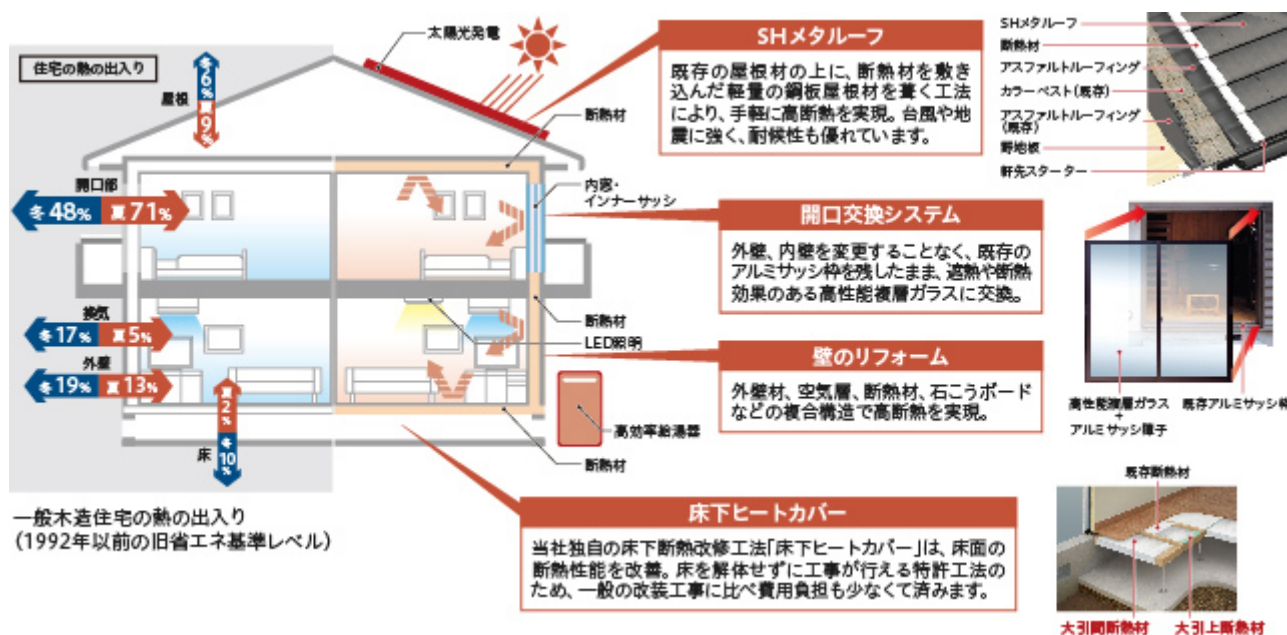 住宅の熱の出入り
冬6%
屋根
夏9%
開口部
冬48%
夏71%
換気
冬17%
夏5%
外壁
冬19%
夏13%
夏2%
冬10%
床
一般木造住宅の熱の出入り
(1992年以前の旧省エネ基準レベル)
太陽光発電
断熱材
内窓・
インナーサッシ
断熱材
LED照明
高効率給湯器
断熱材
SHメタルーフ
既存の屋根材の上に、断熱材を敷き
込んだ軽量の鋼板屋根材を葺く工法
により、手軽に高断熱を実現。台風や地
震に強く、耐候性も優れています。
開口交換システム
外壁、内壁を変更することなく、既存の
アルミサッシ枠を残したまま、遮熱や断熱
効果のある高性能複層ガラスに交換。
壁のリフォーム
外壁材、空気層、断熱材、石こうボード
などの複合構造で高断熱を実現。
床下ヒートカバー
当社独自の床下断熱改修工法「床下ヒートカバー」は、床面の
断熱性能を改善。床を解体せずに工事が行える特許工法の
ため、一般の改装工事に比べ費用負担も少なくて済みます。
SHメタルーフ
断熱材
アスファルトルーフィング
カラーベスト(既存)
アスファルトルーフィング
(既存)
野地板
軒先スターター
高性能複層ガラス
+
アルミサッシ障子
既存アルミサッシ枠
既存断熱材
大引間断熱材
大引上断熱材